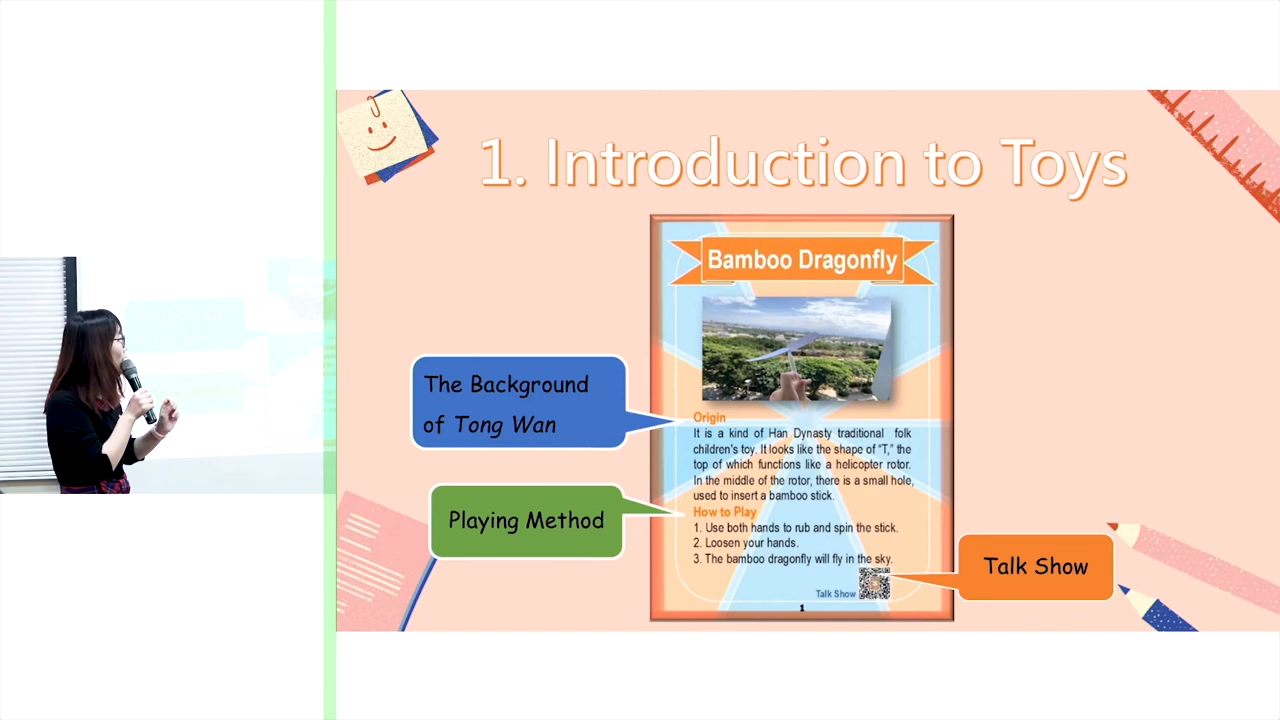 1. Introduction to Toys
Bamboo Dragonfly
The Background
of Tong Wan
Origin
It is a kind of Han Dynasty traditional folk
children's toy. It looks like the shape of "T," the
top of which functions like a helicopter rotor.
In the middle of the rotor, there is a small hole,
used to insert a bamboo stick.
Playing Method
How to Play
1. Use both hands to rub and spin the stick.
2. Loosen your hands.
3. The bamboo dragonfly will fly in the sky.
Talk Show
Talk Show
1